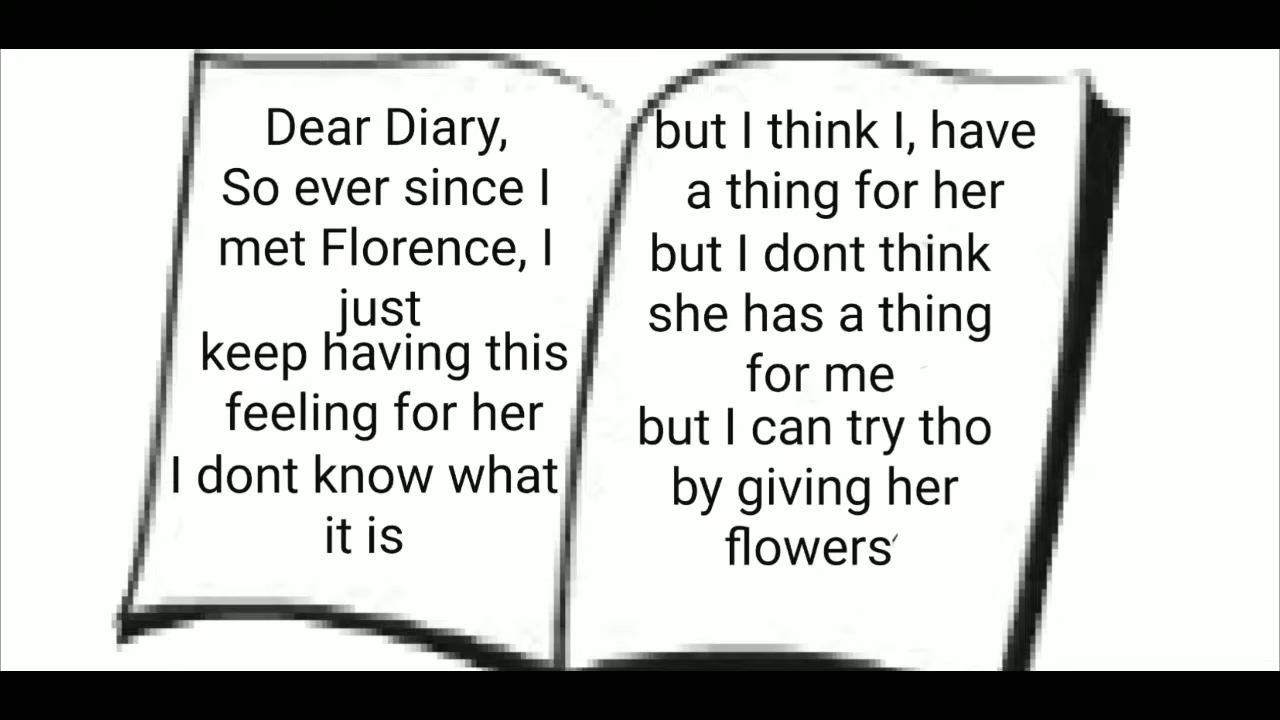 Dear Diary,
So ever since I
met Florence, I
just
keep having this
feeling for her
I dont know what
it is
but I think I, have
a thing for her
but I dont think
she has a thing
for me
but I can try tho
by giving her
flowers